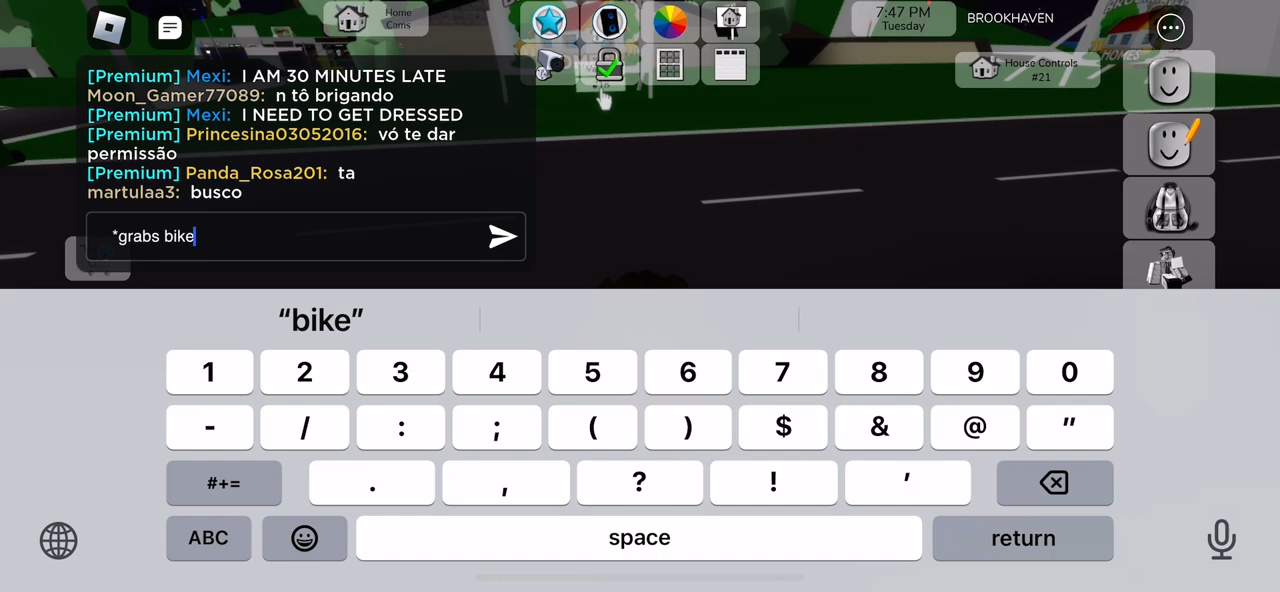 Home
Cams
7:47 PM
Tuesday
BROOKHAVEN
House Controls
#21
[Premium] Mexi: I AM 30 MINUTES LATE
Moon_Gamer77089: n tô brigando
[Premium] Mexi: I NEED TO GET DRESSED
[Premium] Princesina03052016: vó te dar
permissão
[Premium] Panda_Rosa201: ta
martulaa3: busco
*grabs bike
“bike”
1 2 3 4 5 6 7 8 9 0
- / : ; ( ) $ & @ "
#+= . , ? ! '
ABC space return